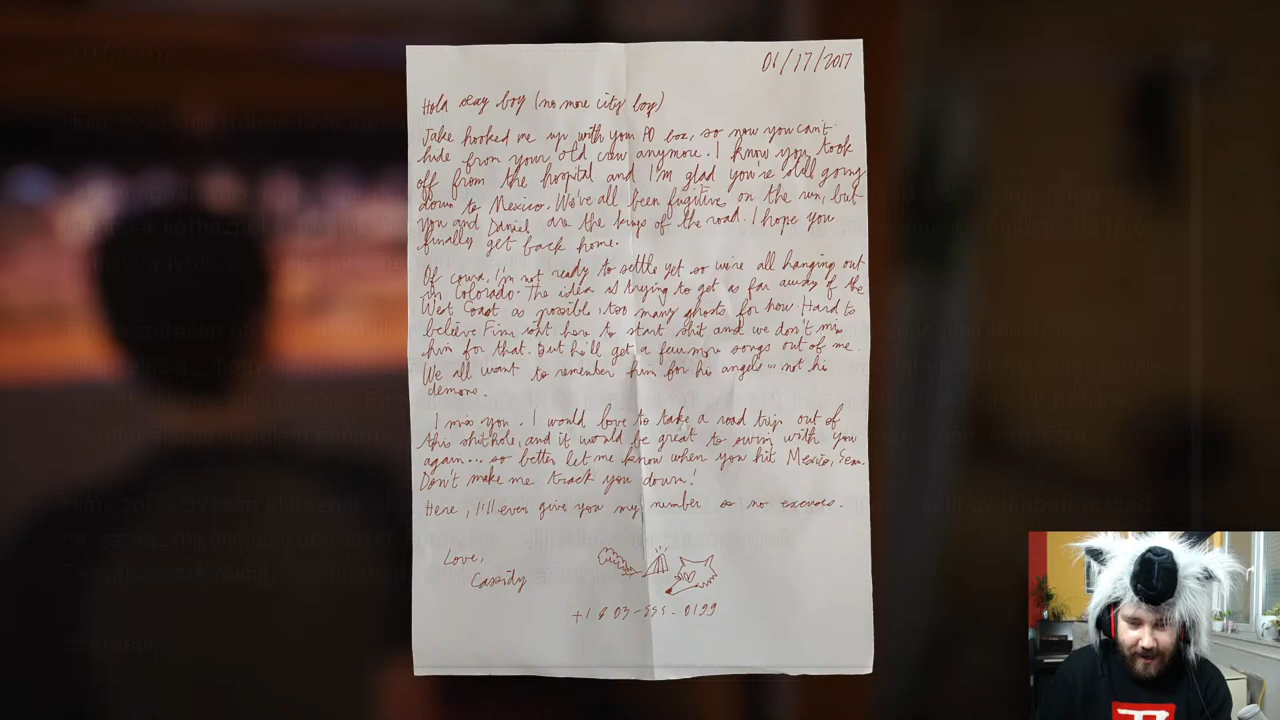 01/17/2017
Hola sexy boy (no more city boy)
Jake hooked me up with your PO box, so now you can't
hide from your old crew anymore. I know you took
off from the hospital and I'm glad you're still going
down to Mexico. We've all been fugitives on the run, but
you and Daniel are the kings of the road. I hope you
finally get back home.
Of course I'm not ready to settle yet so we're all hanging out
in Colorado. The idea is trying to get as far away of the
West Coast as possible, too many ghosts for now. Hard to
believe Finn isn't here to start shit and we don't miss
him for that. But he'll get a few more songs out of me.
We all want to remember him for his angels... not his
demons.
I miss you. I would love to take a road trip out of
this shithole, and it would be great to swim with you
again... so better let me know when you hit Mexico, Sean.
Don't make me track you down!
Here, I'll even give you my number so no excuses.
Love,
Cassidy
+1 603-555-0199